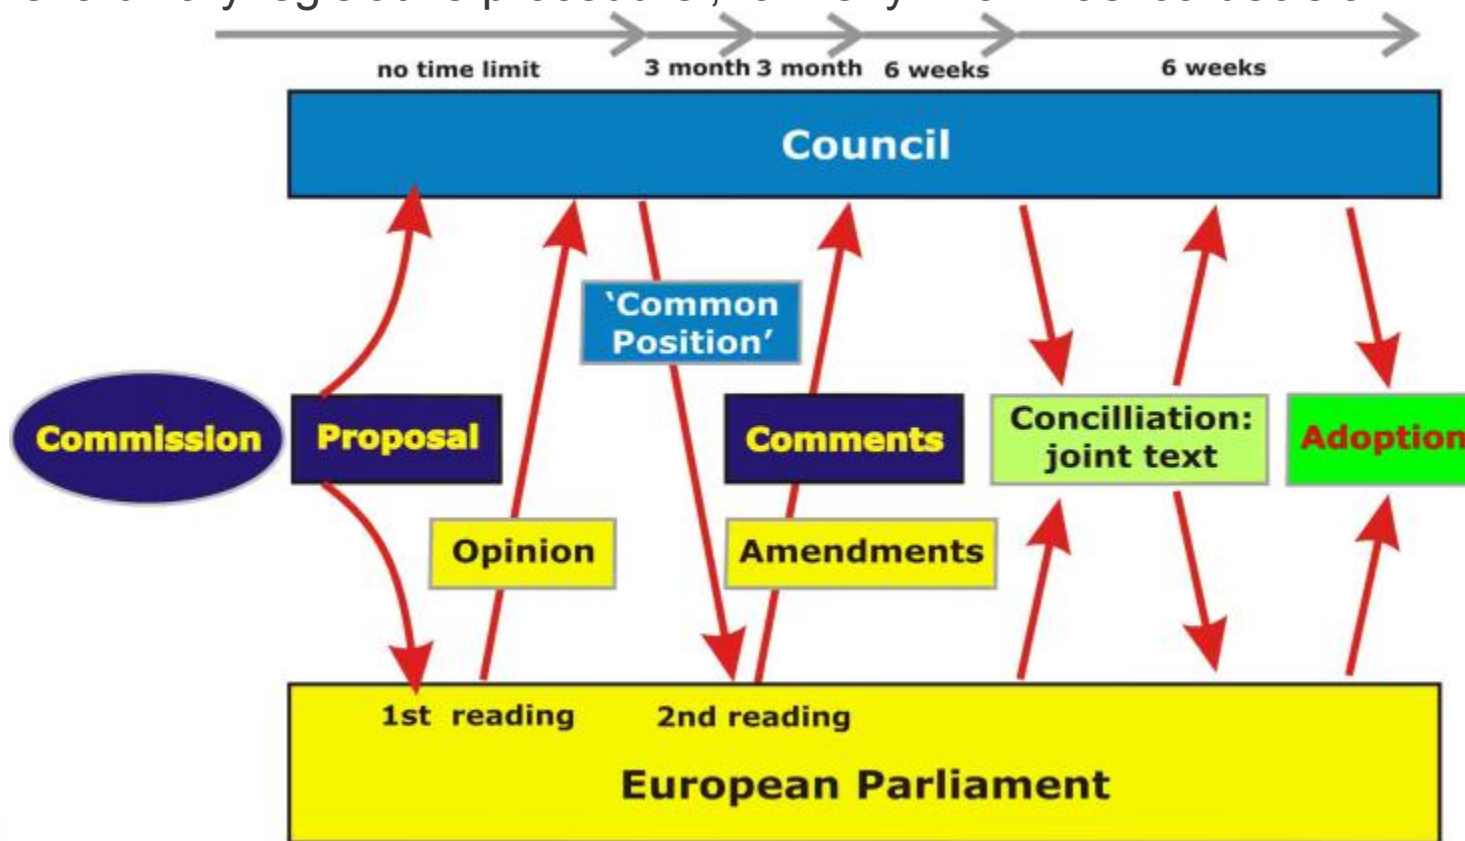 no time limit
3 month
3 month
6 weeks
6 weeks
Council
‘Common
Position’
Commission
Proposal
Comments
Concilliation:
joint text
Adoption
Opinion
Amendments
1st reading
2nd reading
European Parliament